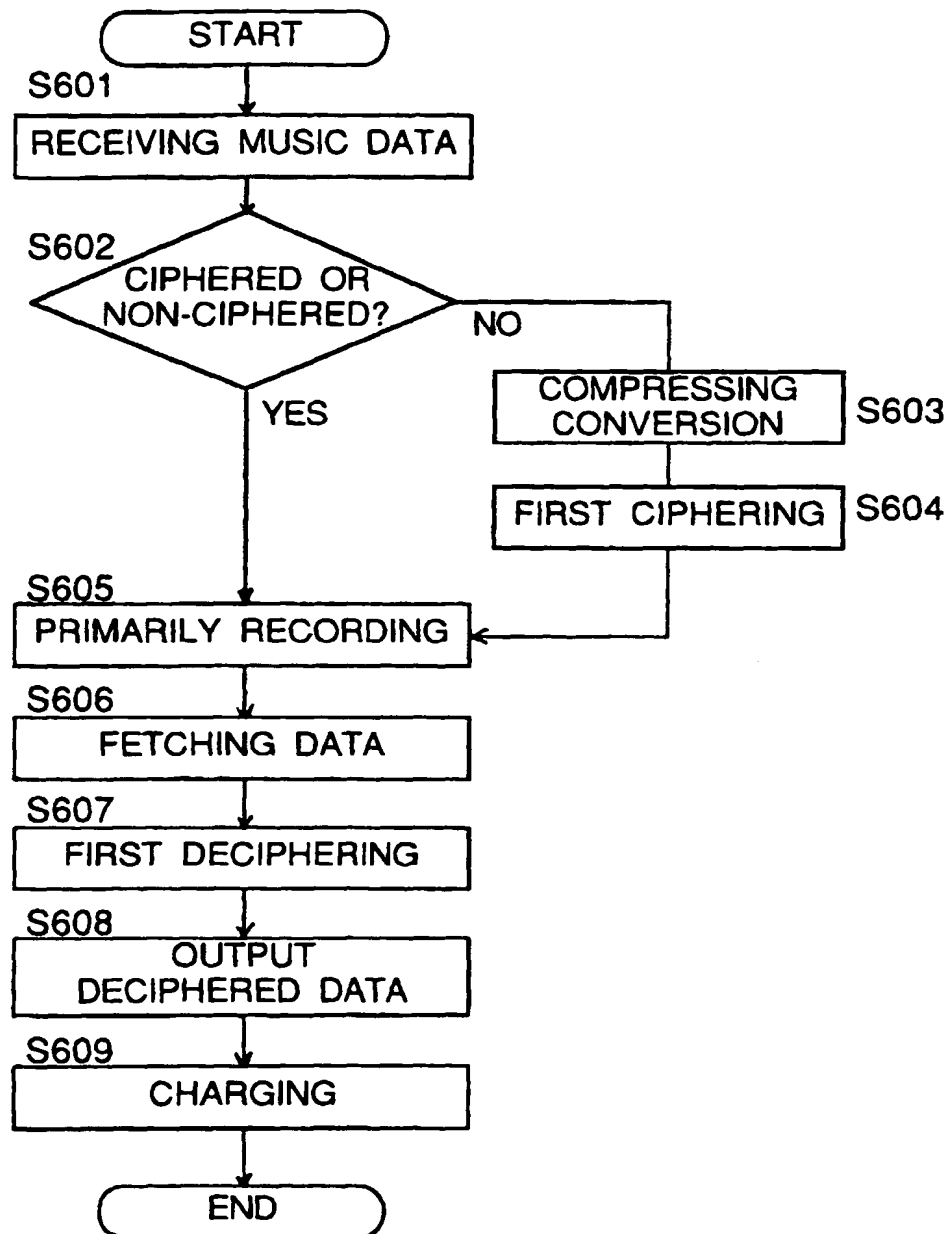 START
S601
RECEIVING MUSIC DATA
S602
CIPHERED OR
NON-CIPHERED?
NO
YES
COMPRESSING
CONVERSION
S603
FIRST CIPHERING
S604
S605
PRIMARILY RECORDING
S606
FETCHING DATA
S607
FIRST DECIPHERING
S608
OUTPUT
DECIPHERED DATA
S609
CHARGING
END